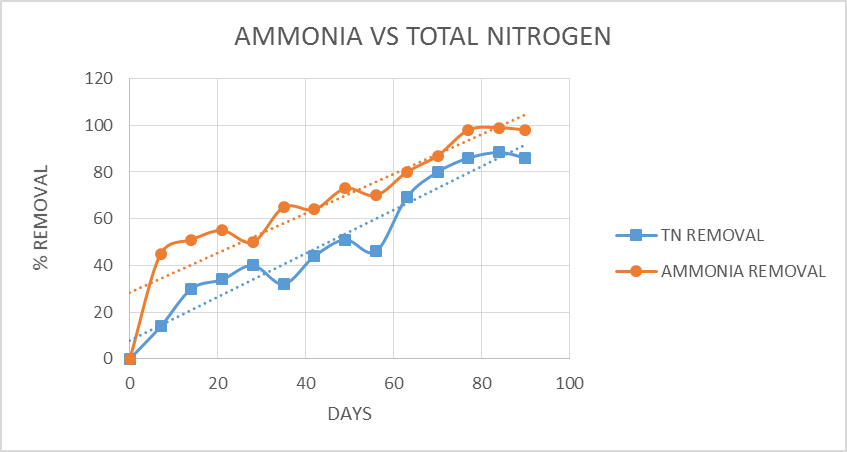 AMMONIA VS TOTAL NITROGEN
120
100
80
60
40
20
0
% REMOVAL
0 20 40 60 80 100
DAYS
TN REMOVAL
AMMONIA REMOVAL